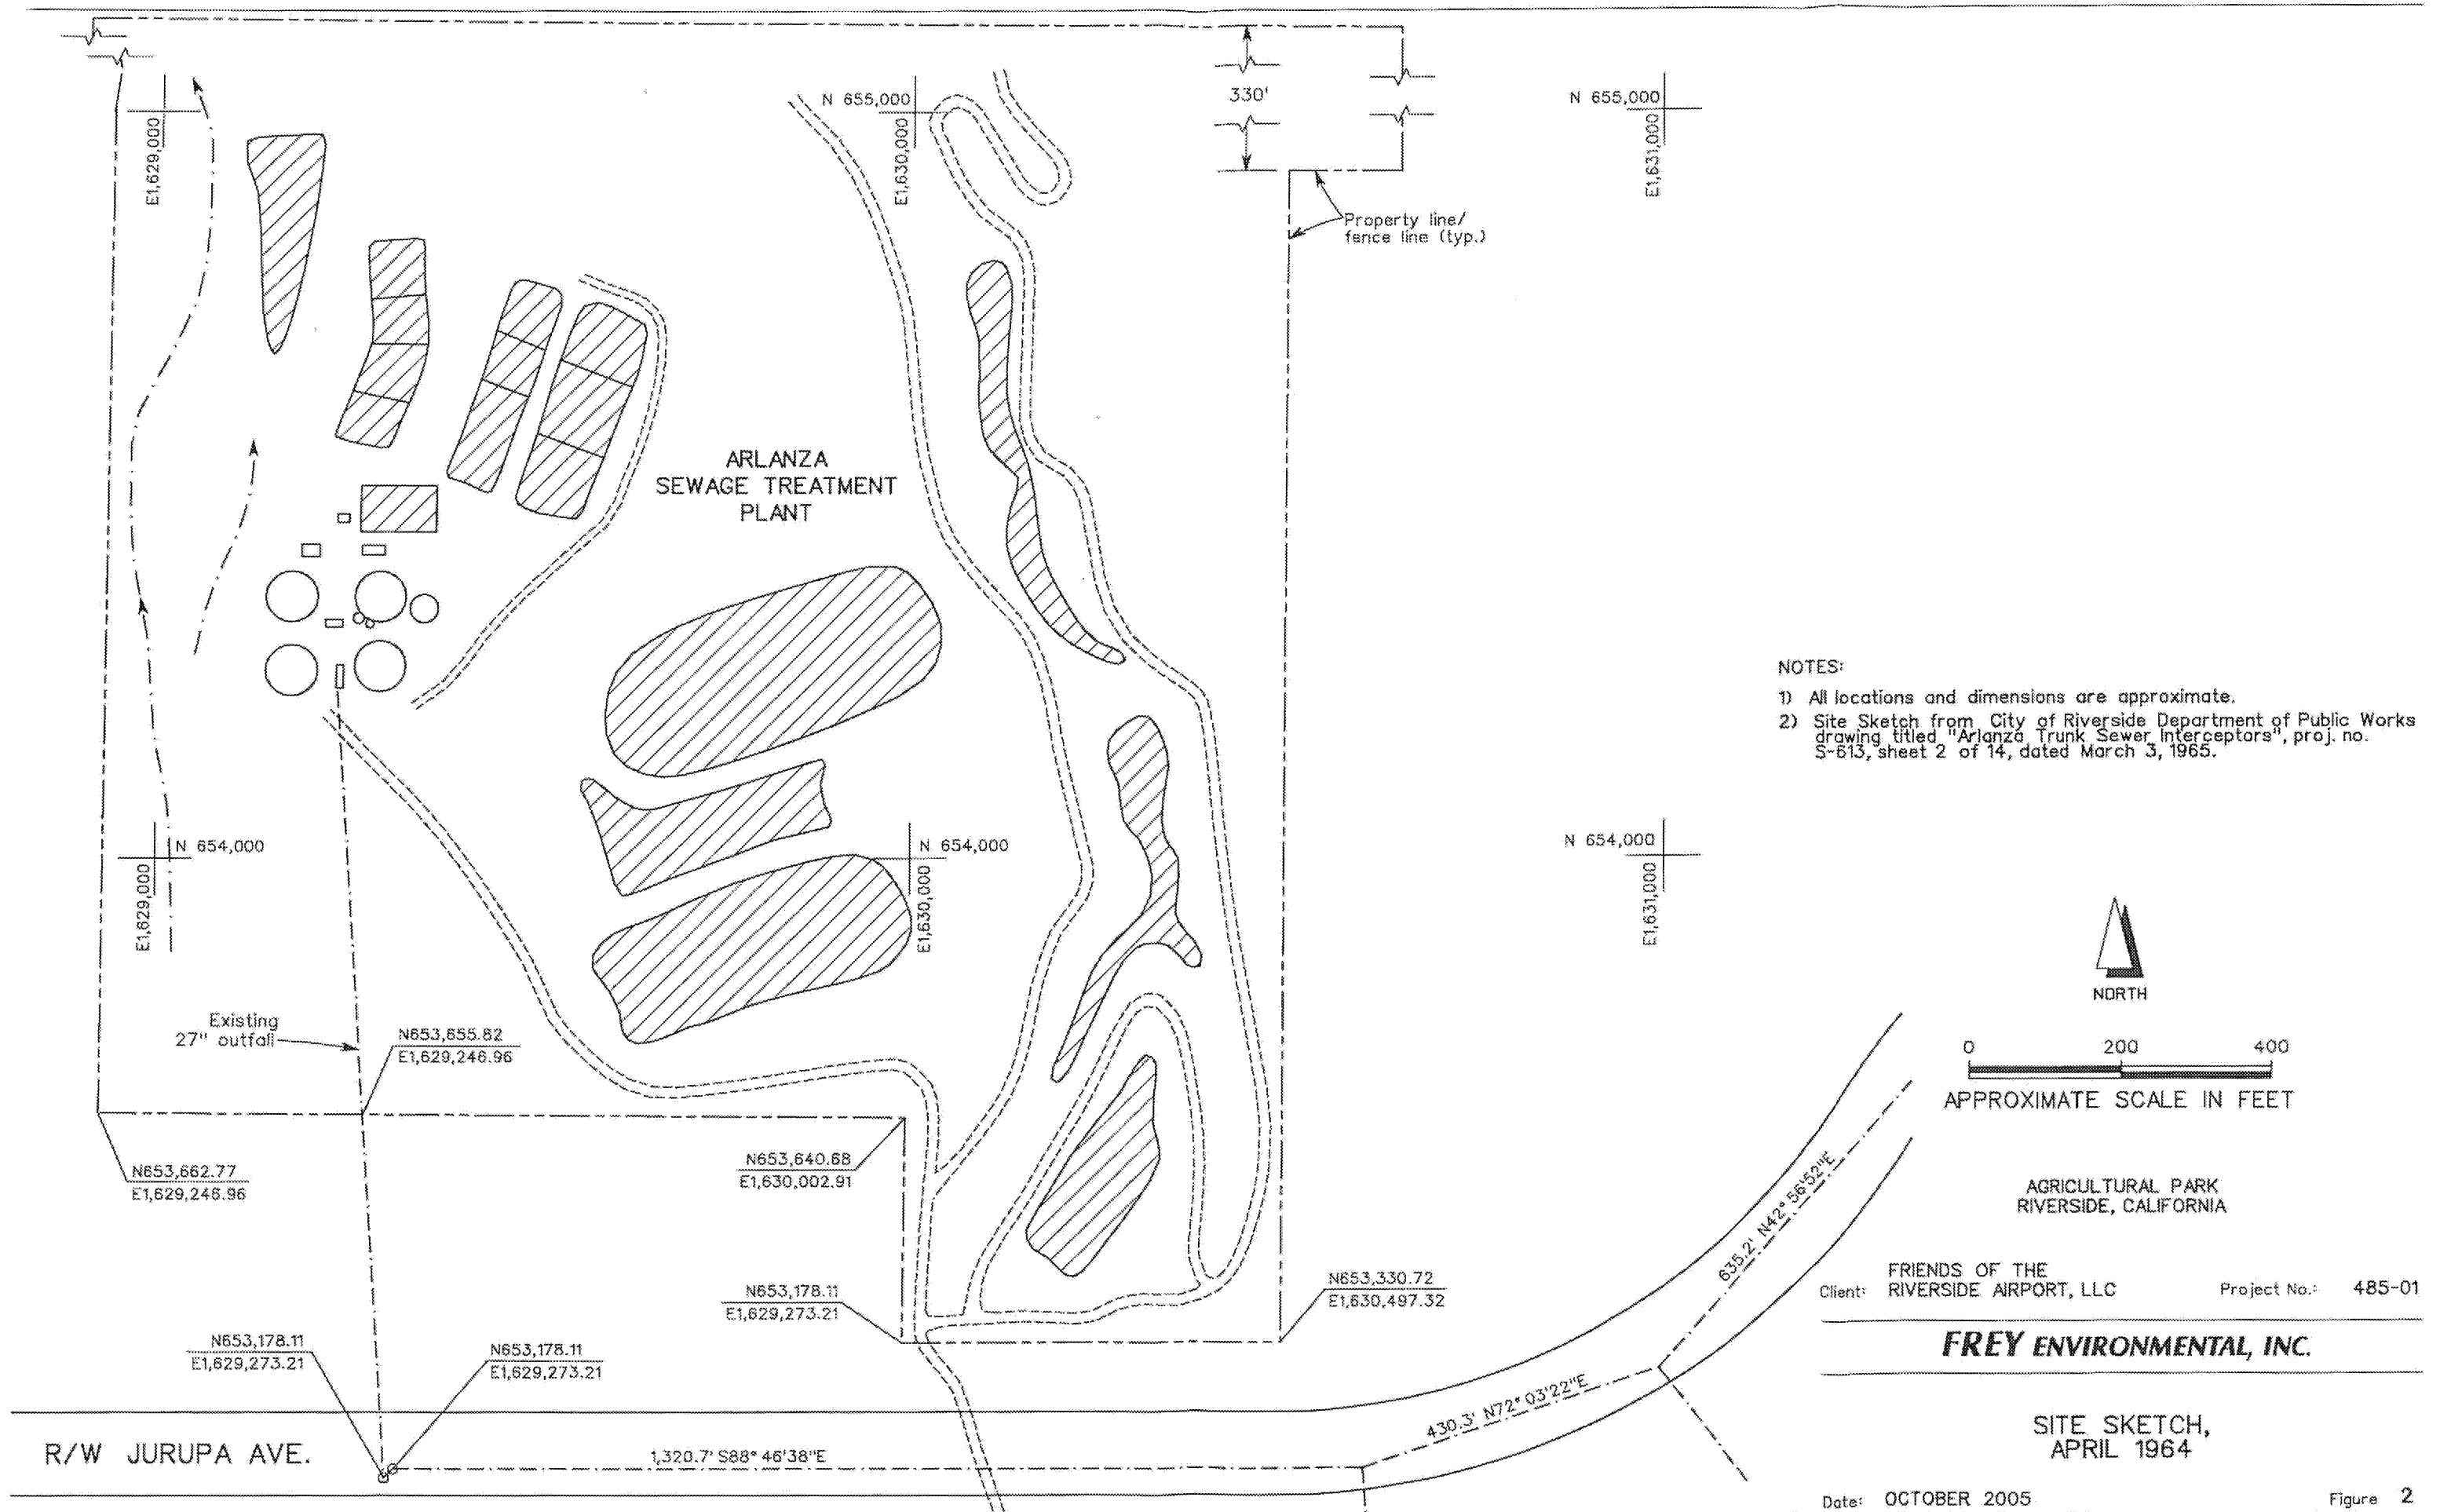 N 655,000
E1,629,000
E1,630,000
330'
N 655,000
E1,631,000
Property line/
fence line (typ.)
ARLANZA
SEWAGE TREATMENT
PLANT
NOTES:
1) All locations and dimensions are approximate.
2) Site Sketch from City of Riverside Department of Public Works
drawing titled "Arlanza Trunk Sewer Interceptors", proj. no.
S-613, sheet 2 of 14, dated March 3, 1965.
N 654,000
E1,629,000
N 654,000
E1,630,000
N 654,000
E1,631,000
NORTH
Existing
27" outfall
N653,655.82
E1,629,246.96
0 200 400
APPROXIMATE SCALE IN FEET
N653,662.77
E1,629,246.96
N653,640.68
E1,630,002.91
635.2' N42°56'52"E
AGRICULTURAL PARK
RIVERSIDE, CALIFORNIA
N653,178.11
E1,629,273.21
N653,330.72
E1,630,497.32
Client: FRIENDS OF THE
RIVERSIDE AIRPORT, LLC
Project No.: 485-01
N653,178.11
E1,629,273.21
N653,178.11
E1,629,273.21
FREY ENVIRONMENTAL, INC.
430.3' N72°03'22"E
R/W JURUPA AVE.
1,320.7' S88°46'38"E
SITE SKETCH,
APRIL 1964
Date: OCTOBER 2005
Figure 2